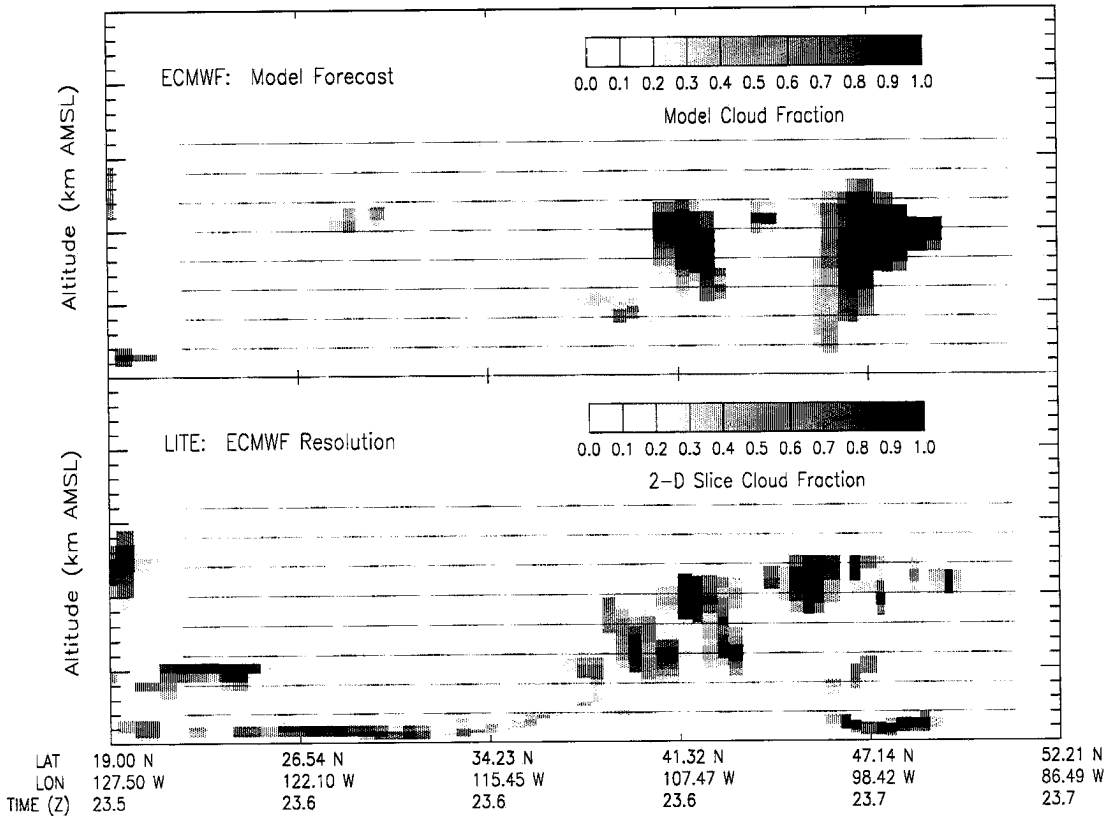 ECMWF: Model Forecast
0.0 0.1 0.2 0.3 0.4 0.5 0.6 0.7 0.8 0.9 1.0
Model Cloud Fraction
Altitude (km AMSL)
LITE: ECMWF Resolution
0.0 0.1 0.2 0.3 0.4 0.5 0.6 0.7 0.8 0.9 1.0
2-D Slice Cloud Fraction
Altitude (km AMSL)
LAT 19.00 N 26.54 N 34.23 N 41.32 N 47.14 N 52.21 N
LON 127.50 W 122.10 W 115.45 W 107.47 W 98.42 W 86.49 W
TIME (Z) 23.5 23.6 23.6 23.6 23.7 23.7